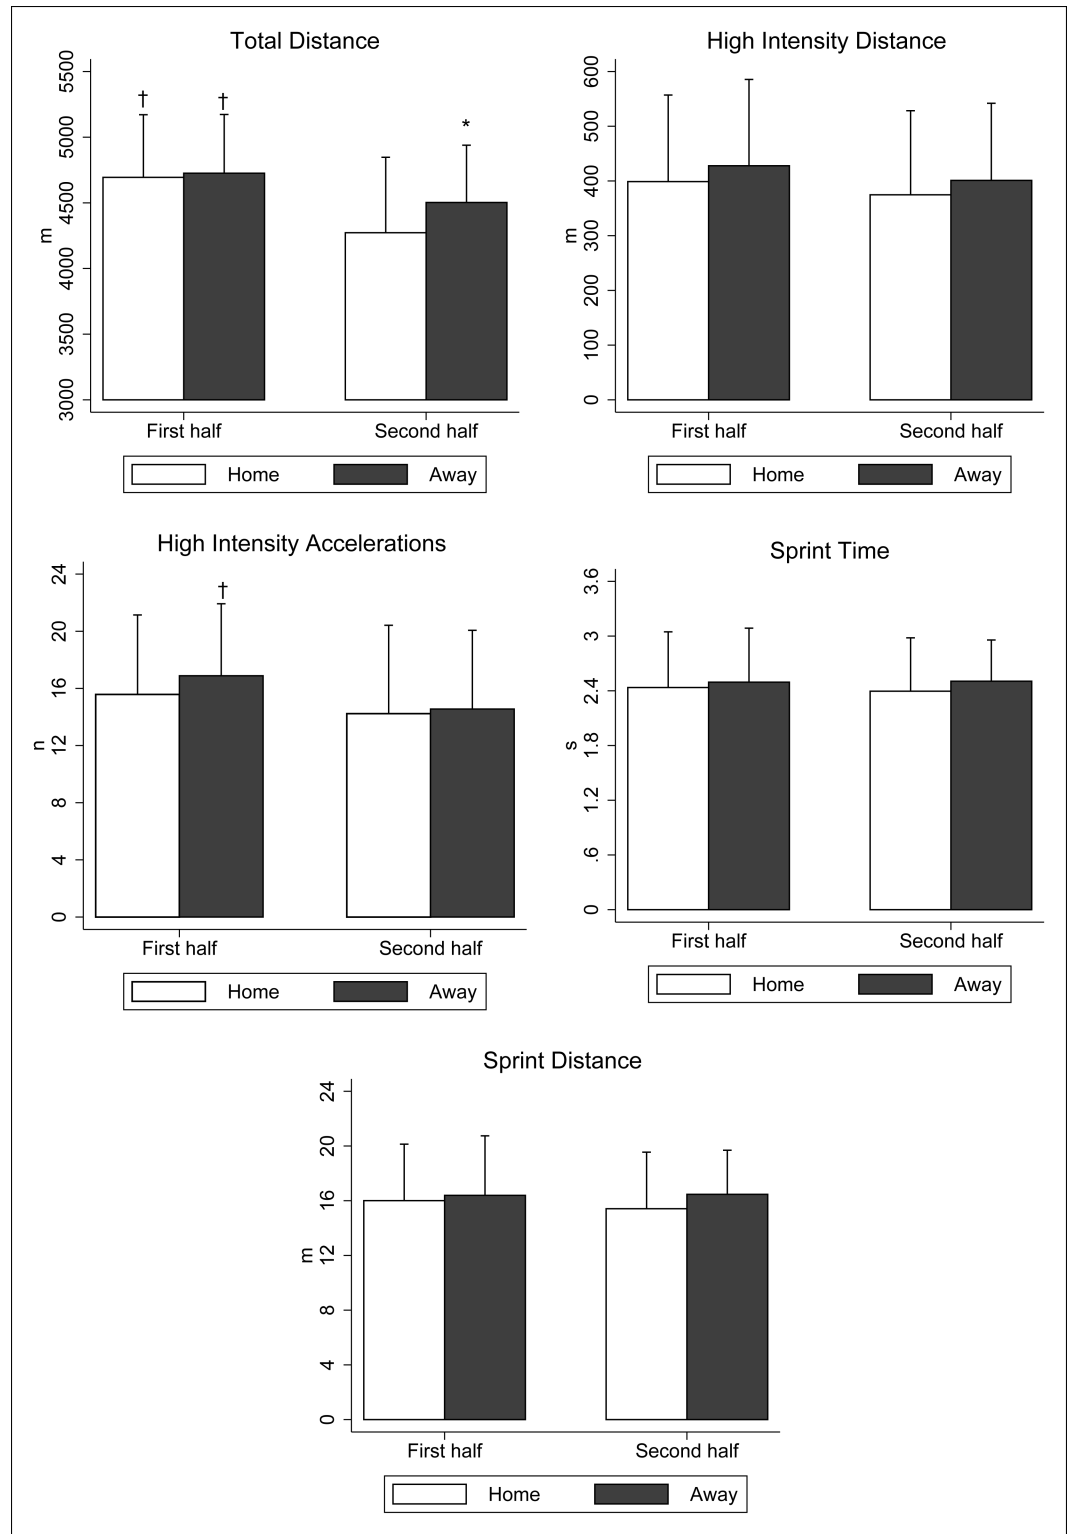 Total Distance
5500
5000
4500
4000
3500
3000
m
†
†
*
First half
Second half
Home
Away
High Intensity Distance
600
500
400
300
200
100
0
m
First half
Second half
Home
Away
High Intensity Accelerations
24
20
16
12
8
4
0
n
†
First half
Second half
Home
Away
Sprint Time
3.6
3
2.4
1.8
1.2
.6
0
s
First half
Second half
Home
Away
Sprint Distance
24
20
16
12
8
4
0
m
First half
Second half
Home
Away